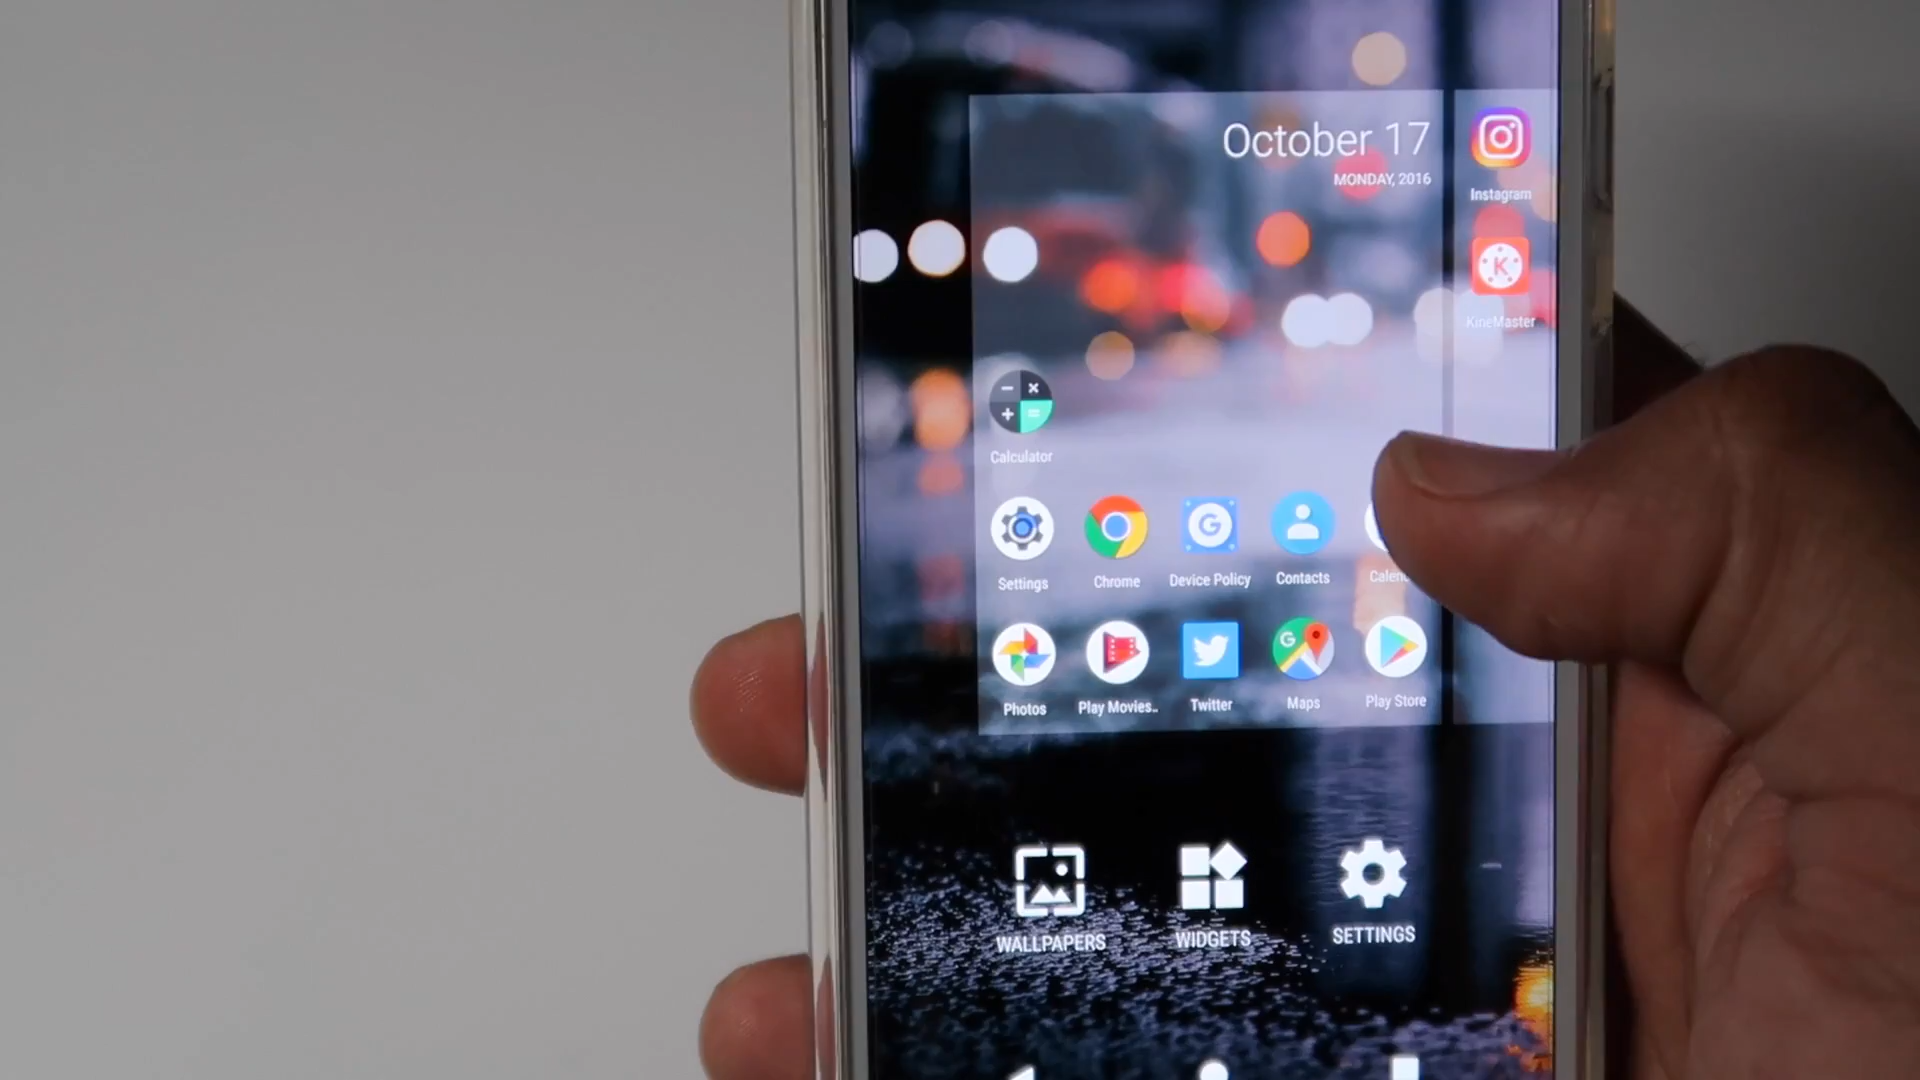 October 17
MONDAY, 2016
Instagram
K
KineMaster
Calculator
G
Settings
Chrome
Device Policy
Contacts
Calen
G
Photos
Play Movies..
Twitter
Maps
Play Store
WALLPAPERS
WIDGETS
SETTINGS